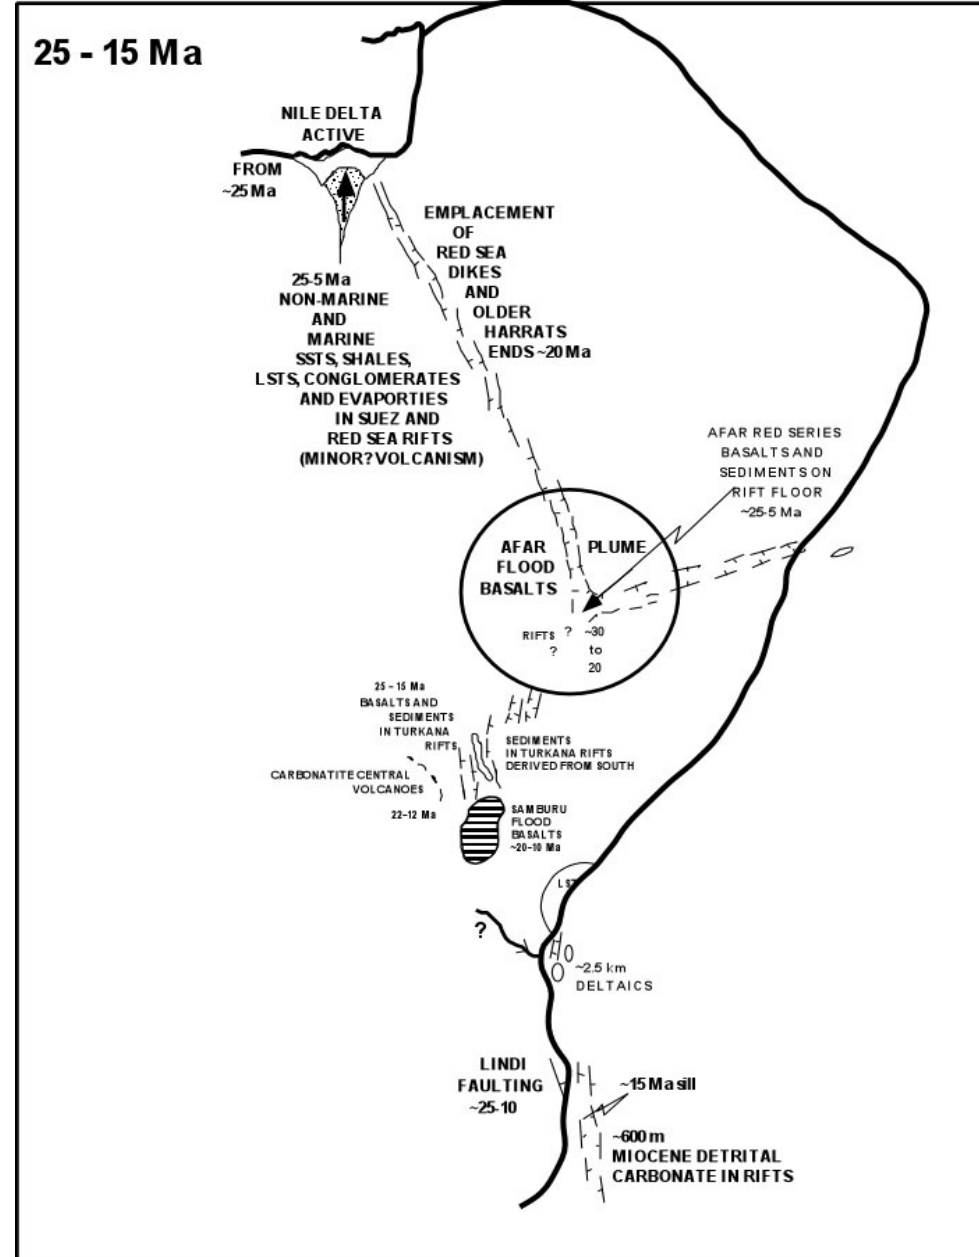 25 - 15 Ma
NILE DELTA
ACTIVE
FROM
~25 Ma
EMPLACEMENT
OF
RED SEA
DIKES
AND
OLDER
HARRATS
ENDS ~20 Ma
25-5 Ma
NON-MARINE
AND
MARINE
SSTS, SHALES,
LSTS, CONGLOMERATES
AND EVAPORTIES
IN SUEZ AND
RED SEA RIFTS
(MINOR? VOLCANISM)
AFAR RED SERIES
BASALTS AND
SEDIMENTS ON
RIFT FLOOR
~25-5 Ma
AFAR PLUME
FLOOD
BASALTS
RIFTS ? ~30
? to
20
25 - 15 Ma
BASALTS AND
SEDIMENTS
IN TURKANA
RIFTS
SEDIMENTS
IN TURKANA RIFTS
DERIVED FROM SOUTH
CARBONATITE CENTRAL
VOLCANOES
22-12 Ma
SAMBURU
FLOOD
BASALTS
~20-10 Ma
LST
?
~2.5 km
DELTAICS
LINDI
FAULTING
~25-10
~15 Ma sill
~600 m
MIOCENE DETRITAL
CARBONATE IN RIFTS